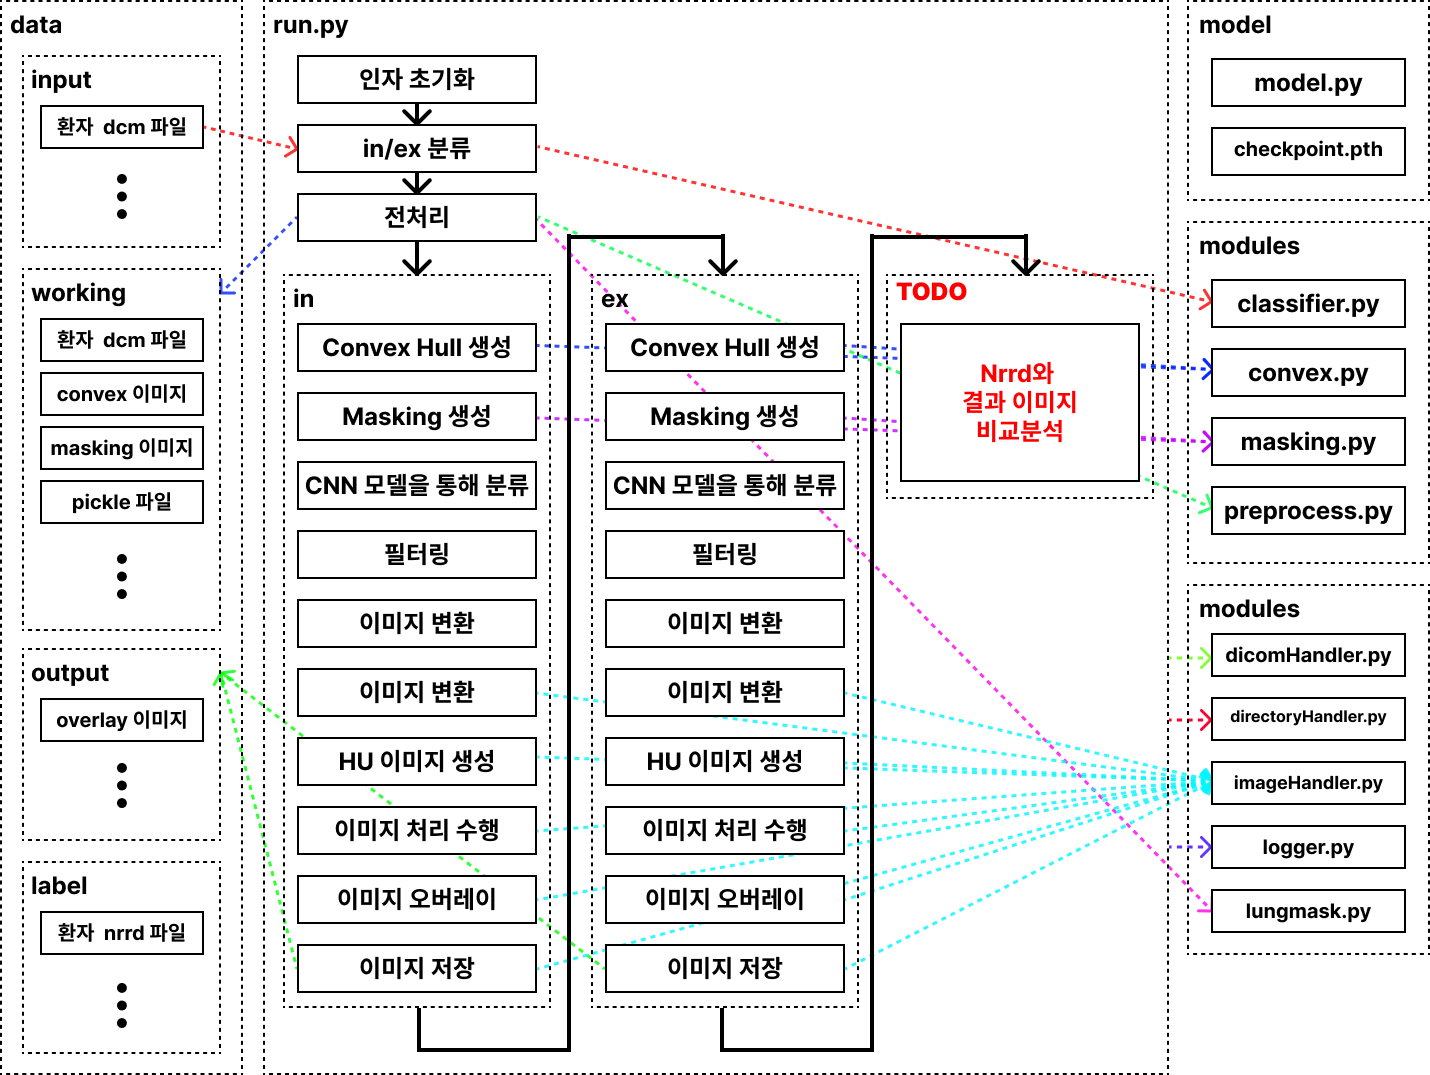 data
input
환자 dcm 파일
working
환자 dcm 파일
convex 이미지
masking 이미지
pickle 파일
output
overlay 이미지
label
환자 nrrd 파일
run.py
인자 초기화
in/ex 분류
전처리
in
Convex Hull 생성
Masking 생성
CNN 모델을 통해 분류
필터링
이미지 변환
이미지 변환
HU 이미지 생성
이미지 처리 수행
이미지 오버레이
이미지 저장
ex
Convex Hull 생성
Masking 생성
CNN 모델을 통해 분류
필터링
이미지 변환
이미지 변환
HU 이미지 생성
이미지 처리 수행
이미지 오버레이
이미지 저장
TODO
Nrrd와
결과 이미지
비교분석
model
model.py
checkpoint.pth
modules
classifier.py
convex.py
masking.py
preprocess.py
modules
dicomHandler.py
directoryHandler.py
imageHandler.py
logger.py
lungmask.py